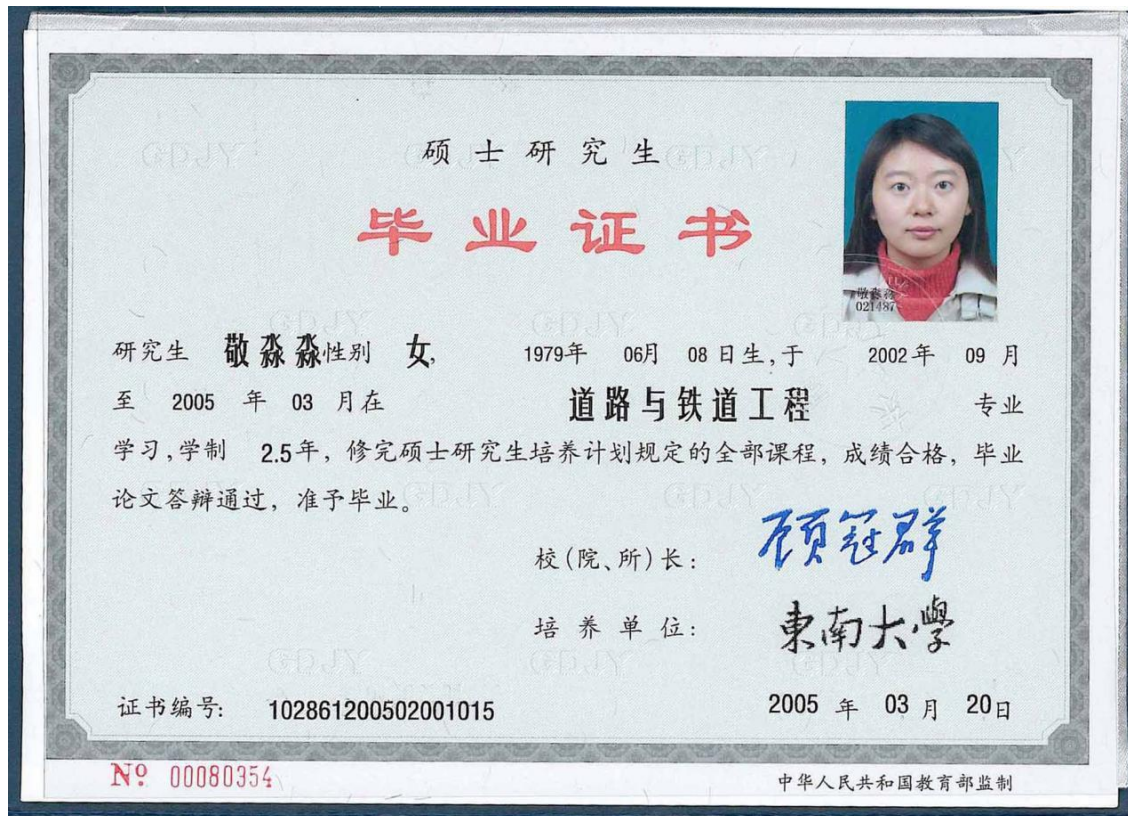 硕士研究生
毕业证书
敬淼淼
021487
研究生 敬淼淼性别 女, 1979年 06月 08日生,于 2002年 09月
至 2005 年 03 月在 道路与铁道工程 专业
学习,学制 2.5年，修完硕士研究生培养计划规定的全部课程，成绩合格，毕业
论文答辩通过，准予毕业。
校(院、所)长: 顾冠群
培养单位: 東南大學
证书编号: 102861200502001015 2005 年 03 月 20日
№ 00080354 中华人民共和国教育部监制